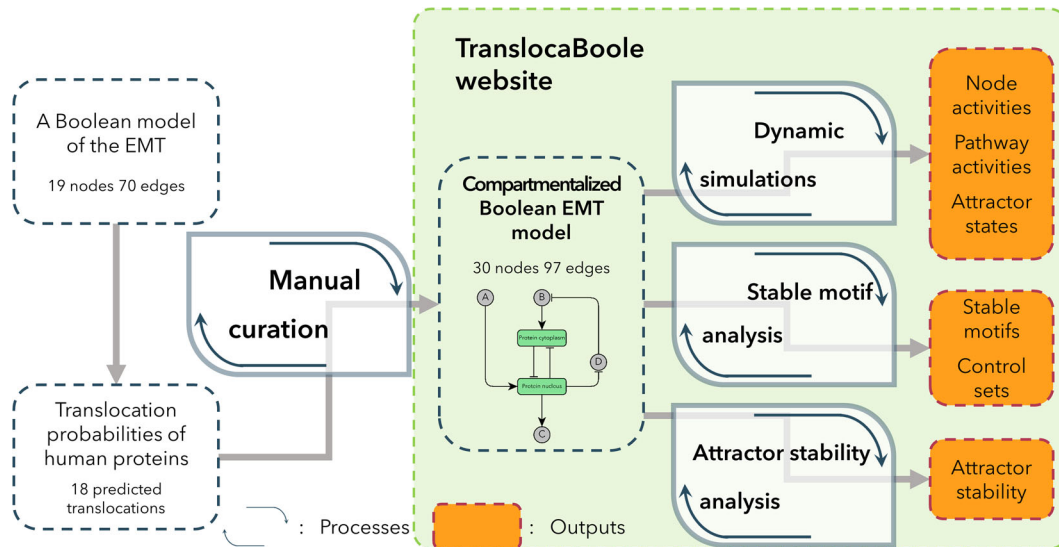 A Boolean model
of the EMT
19 nodes 70 edges
Translocation
probabilities of
human proteins
18 predicted
translocations
Manual
curation
TranslocaBoole
website
Compartmentalized
Boolean EMT
model
30 nodes 97 edges
A
B
Protein cytoplasm
D
Protein nucleus
C
Dynamic
simulations
Stable motif
analysis
Attractor stability
analysis
Node
activities
Pathway
activities
Attractor
states
Stable
motifs
Control
sets
Attractor
stability
: Processes
: Outputs